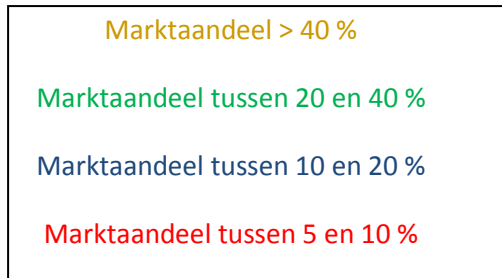 Marktaandeel > 40 %
Marktaandeel tussen 20 en 40 %
Marktaandeel tussen 10 en 20 %
Marktaandeel tussen 5 en 10 %